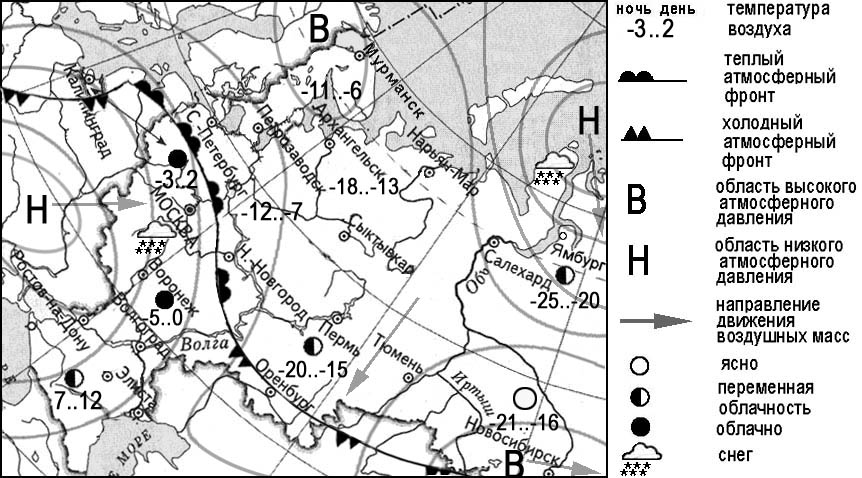 В
Мурманск
-11..-6
Калининград
С.-Петербург
Петрозаводск
Архангельск
Нарьян-Мар
Н
-3..2
-18..-13
МОСКВА
-12..-7
Н
Сыктывкар
Ямбург
Салехард
Обь
-25..-20
Н.-Новгород
Воронеж
-5..0
Ростов-на-Дону
Волгоград
Волга
Пермь
-20..-15
Тюмень
Оренбург
Элиста
7..12
Иртыш
-21..-16
Новосибирск
В
МОРЕ
ночь день
-3..2
температура
воздуха
теплый
атмосферный
фронт
холодный
атмосферный
фронт
В
область высокого
атмосферного
давления
Н
область низкого
атмосферного
давления
направление
движения
воздушных масс
ясно
переменная
облачность
облачно
снег